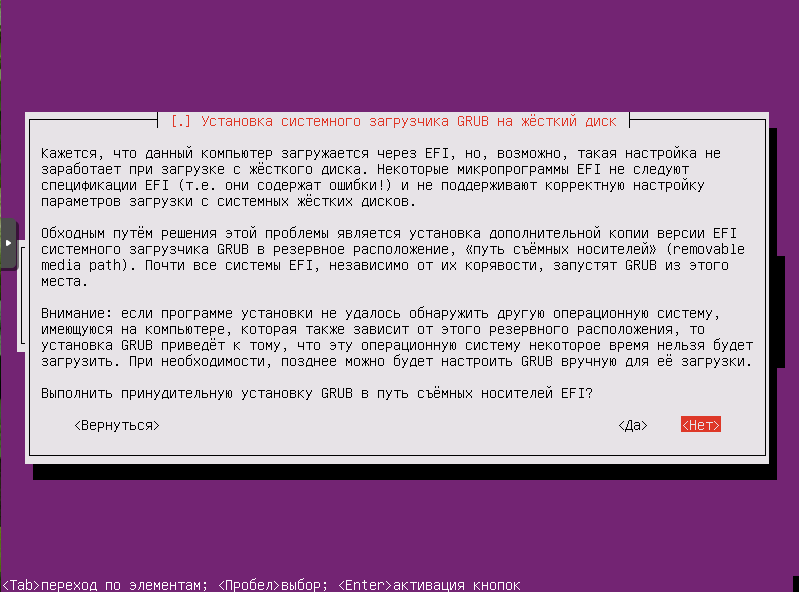 [.] Установка системного загрузчика GRUB на жёсткий диск
Кажется, что данный компьютер загружается через EFI, но, возможно, такая настройка не
заработает при загрузке с жёсткого диска. Некоторые микропрограммы EFI не следуют
спецификации EFI (т.е. они содержат ошибки!) и не поддерживают корректную настройку
параметров загрузки с системных жёстких дисков.
Обходным путём решения этой проблемы является установка дополнительной копии версии EFI
системного загрузчика GRUB в резервное расположение, «путь съёмных носителей» (removable
media path). Почти все системы EFI, независимо от их корявости, запустят GRUB из этого
места.
Внимание: если программе установки не удалось обнаружить другую операционную систему,
имеющуюся на компьютере, которая также зависит от этого резервного расположения, то
установка GRUB приведёт к тому, что эту операционную систему некоторое время нельзя будет
загрузить. При необходимости, позднее можно будет настроить GRUB вручную для её загрузки.
Выполнить принудительную установку GRUB в путь съёмных носителей EFI?
<Вернуться> <Да> <Нет>
<Tab>переход по элементам; <Пробел>выбор; <Enter>активация кнопок